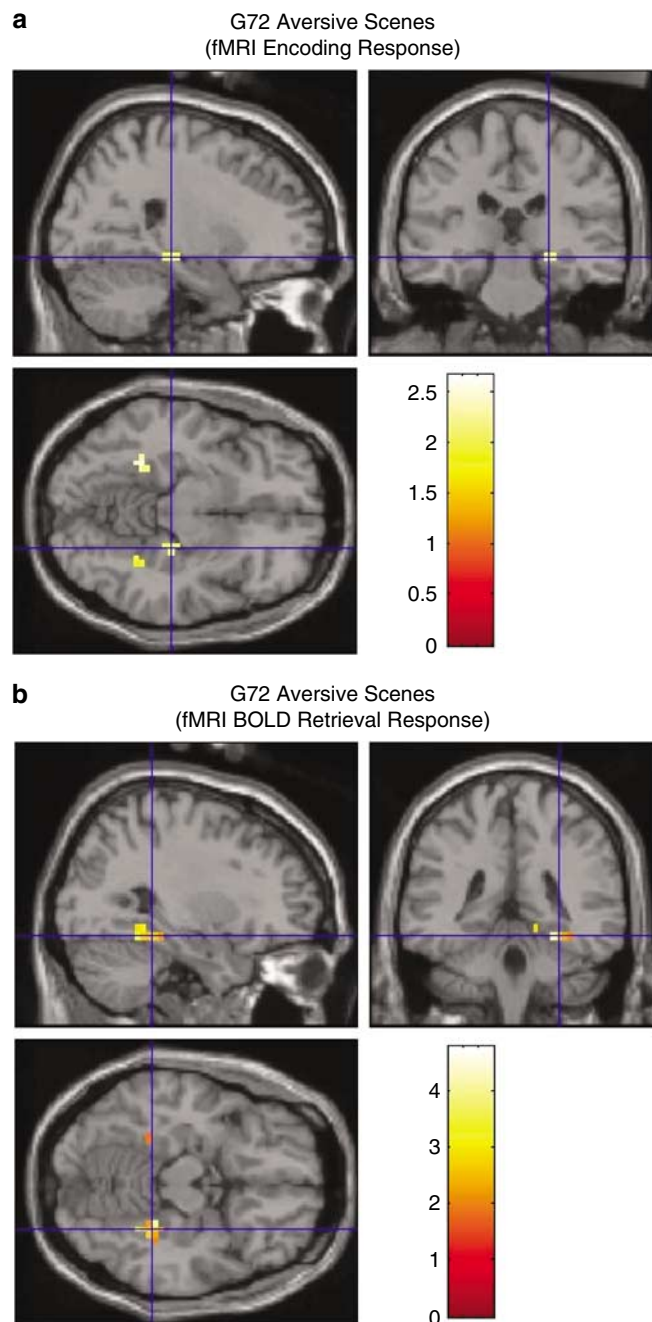 a
G72 Aversive Scenes
(fMRI Encoding Response)
2.5
2
1.5
1
0.5
0
b
G72 Aversive Scenes
(fMRI BOLD Retrieval Response)
4
3
2
1
0